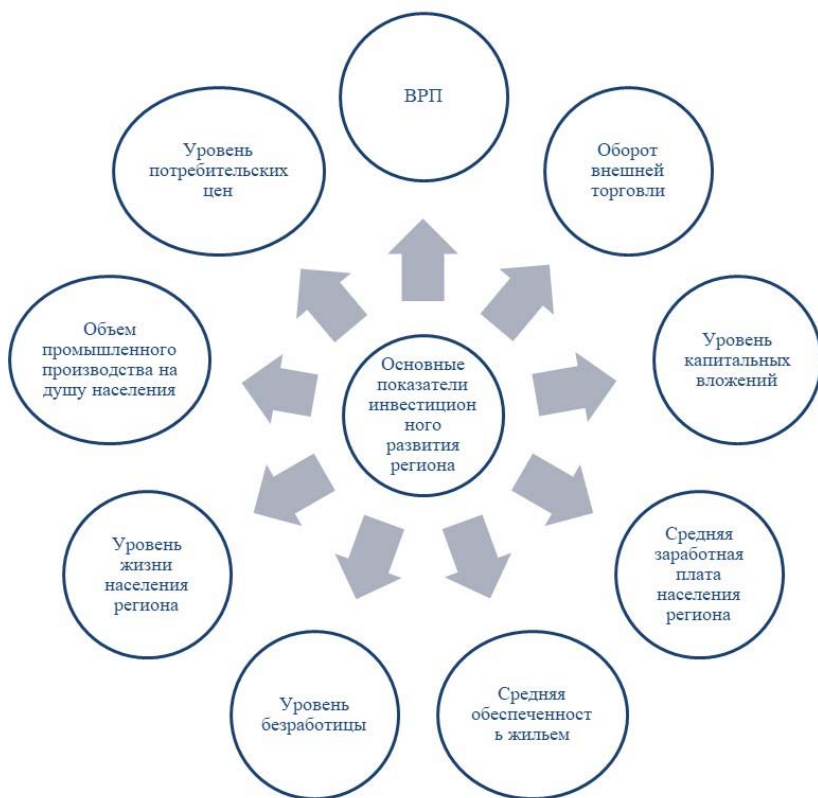 ВРП
Оборот
внешней
торговли
Уровень
капитальных
вложений
Средняя
заработная
плата
населения
региона
Средняя
обеспеченност
ь жильем
Уровень
безработицы
Уровень
жизни
населения
региона
Объем
промышленного
производства на
душу населения
Уровень
потребительских
цен
Основные
показатели
инвестицион
ного
развития
региона